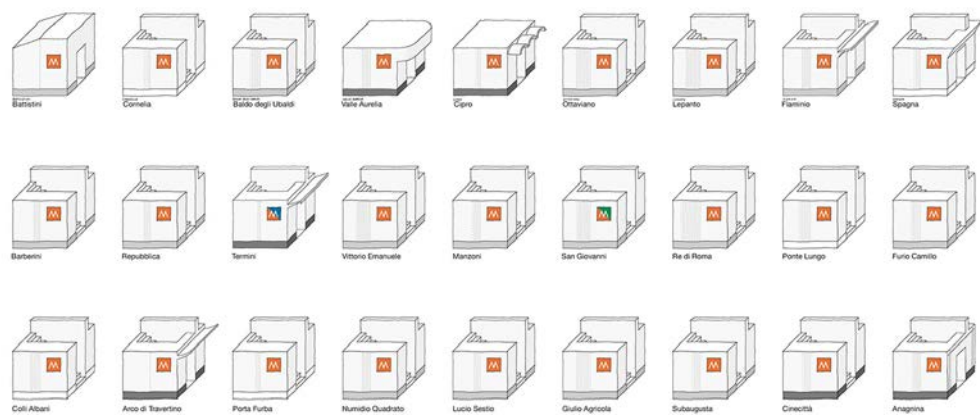 Battistini
Cornelia
Baldo degli Ubaldi
Valle Aurelia
Cipro
Ottaviano
Lepanto
Flaminio
Spagna
Barberini
Repubblica
Termini
Vittorio Emanuele
Manzoni
San Giovanni
Re di Roma
Ponte Lungo
Furio Camillo
Colli Albani
Arco di Travertino
Porta Furba
Numidio Quadrato
Lucio Sestio
Giulio Agricola
Subaugusta
Cinecittà
Anagnina